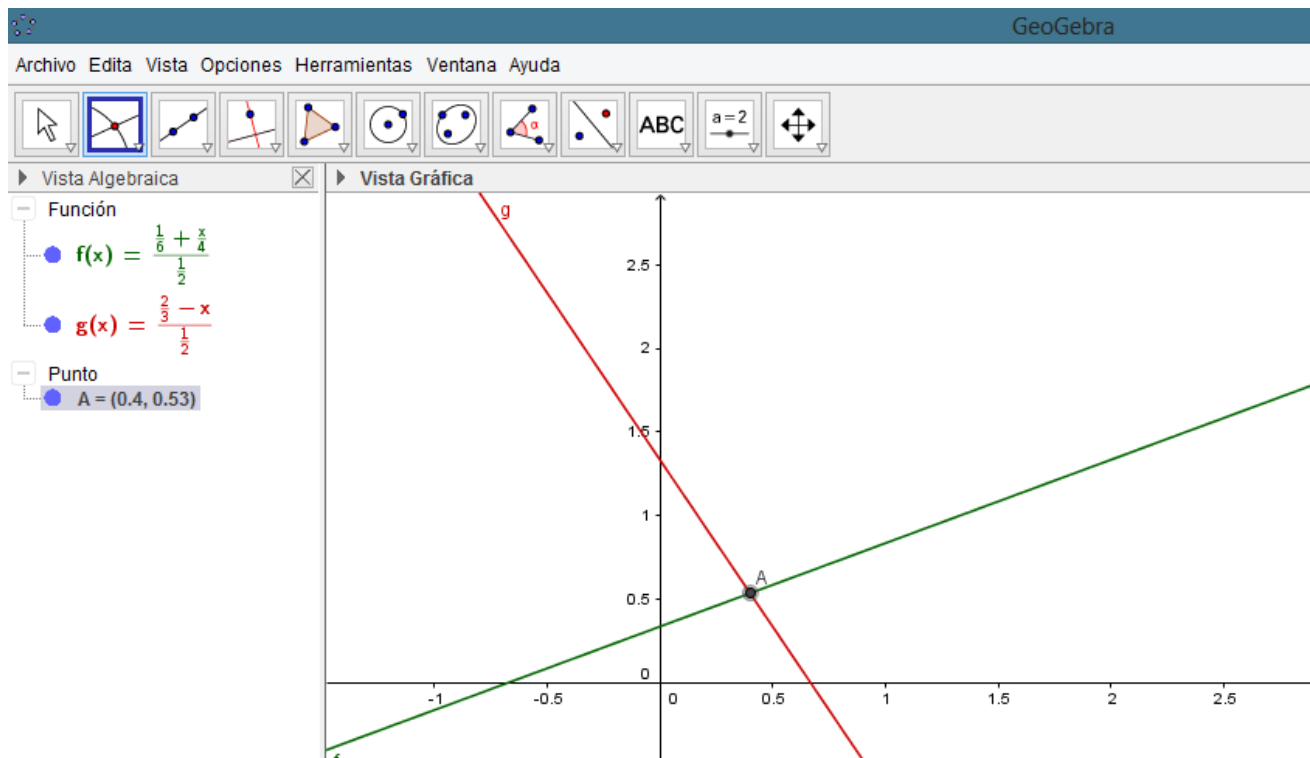 GeoGebra
Archivo Edita Vista Opciones Herramientas Ventana Ayuda
α ABC a = 2
Vista Algebraica
Vista Gráfica
Función
f(x) = (1/6 + x/4) / (1/2)
g(x) = (2/3 − x) / (1/2)
Punto
A = (0.4, 0.53)
g
2.5
2
1.5
1
A
0.5
0
-1 -0.5 0 0.5 1 1.5 2 2.5